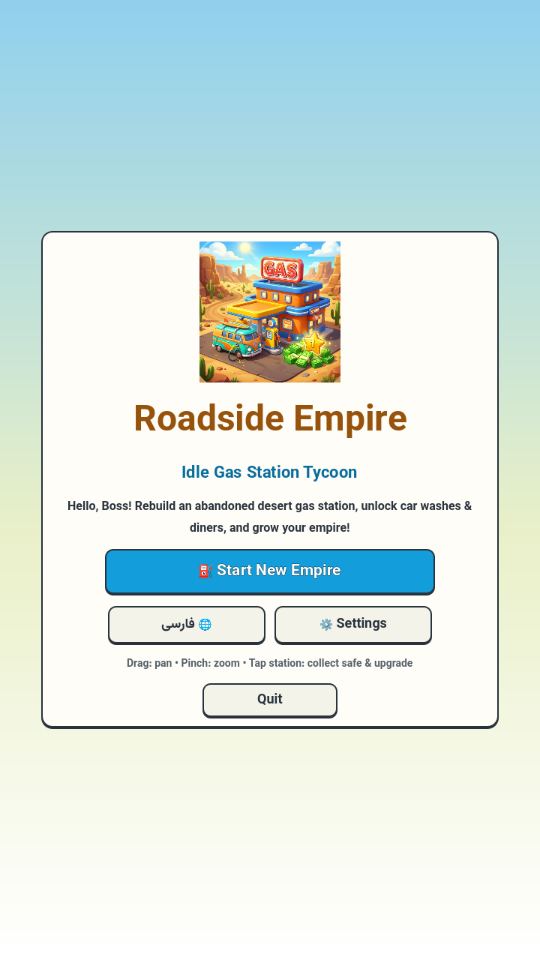 GAS
Roadside Empire
Idle Gas Station Tycoon
Hello, Boss! Rebuild an abandoned desert gas station, unlock car washes &
diners, and grow your empire!
⛽ Start New Empire
فارسی 🌐
⚙️ Settings
Drag: pan • Pinch: zoom • Tap station: collect safe & upgrade
Quit